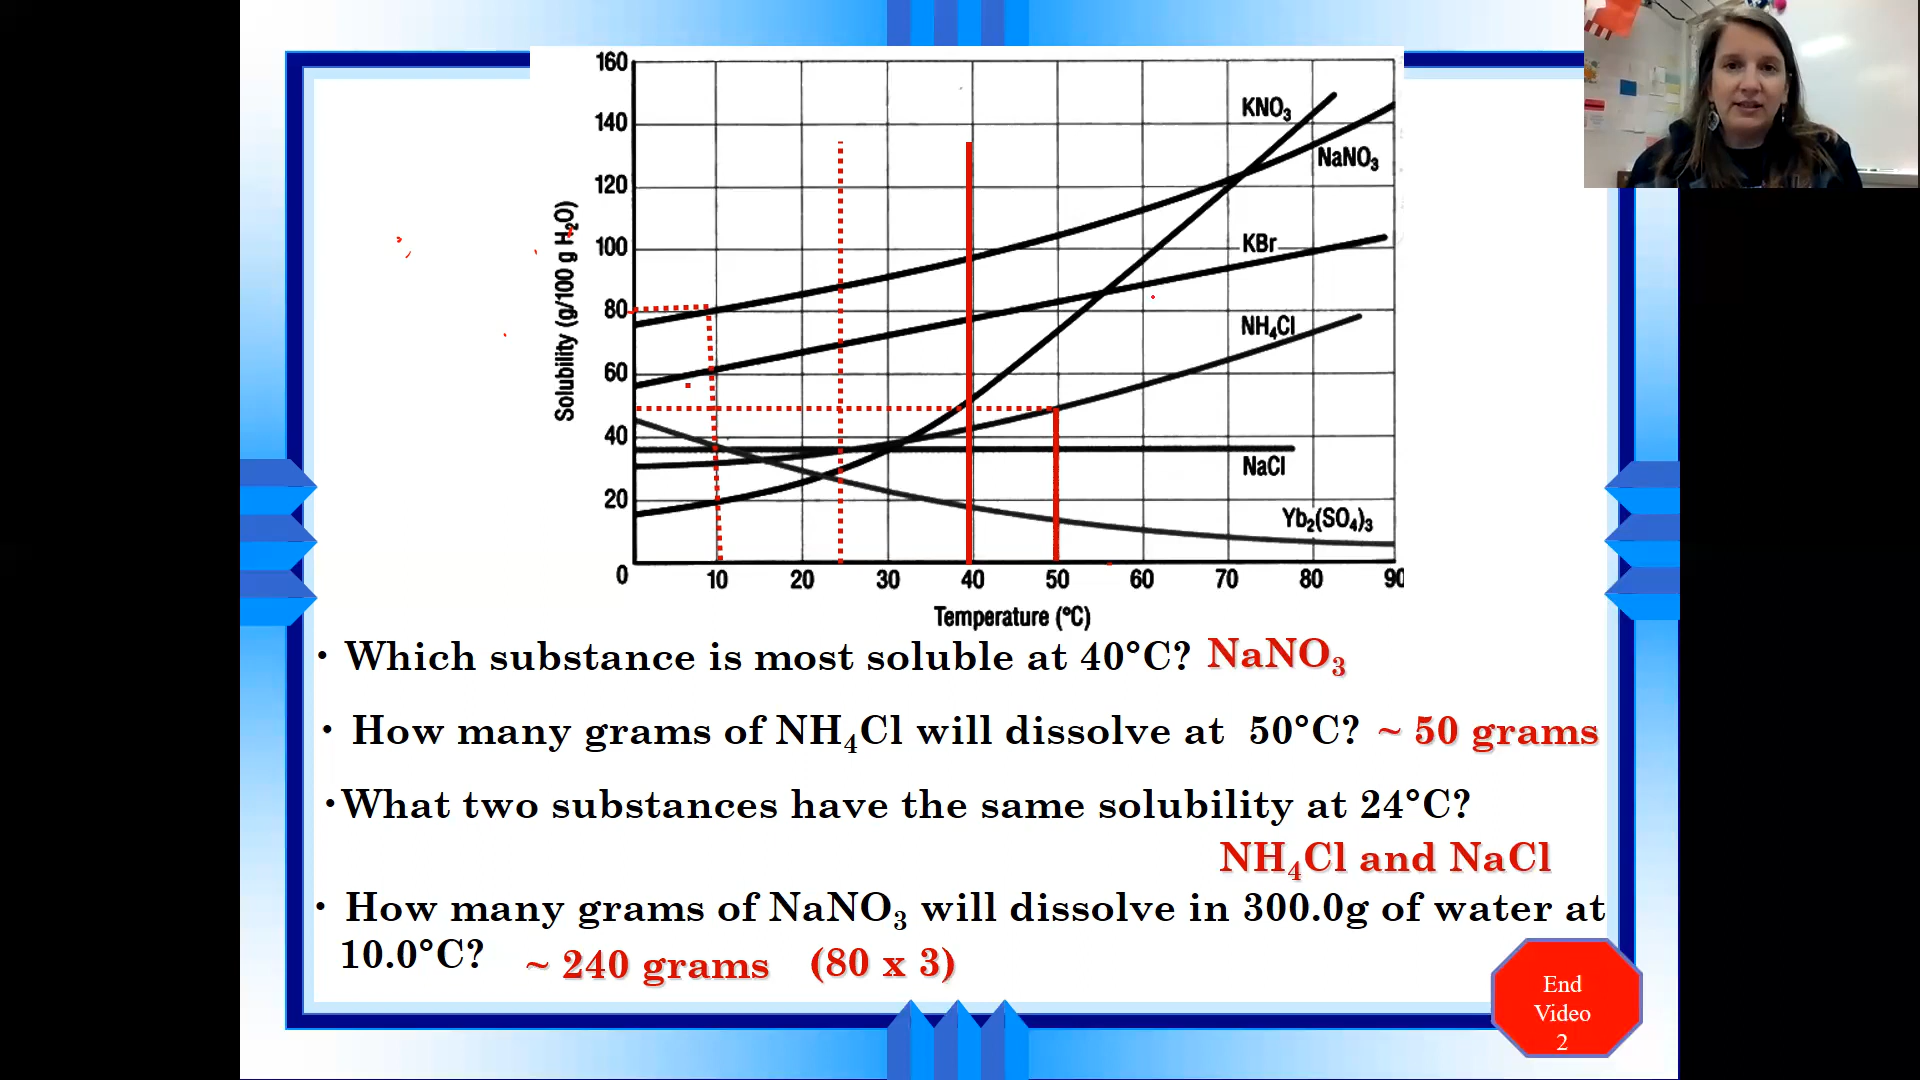 160
140
120
100
80
60
40
20
0
10 20 30 40 50 60 70 80 90
Solubility (g/100 g H₂O)
Temperature (°C)
KNO₃
NaNO₃
KBr
NH₄Cl
NaCl
Yb₂(SO₄)₃
• Which substance is most soluble at 40°C? NaNO₃
• How many grams of NH₄Cl will dissolve at 50°C? ~ 50 grams
• What two substances have the same solubility at 24°C?
NH₄Cl and NaCl
• How many grams of NaNO₃ will dissolve in 300.0g of water at
10.0°C? ~ 240 grams (80 x 3)
End
Video
2